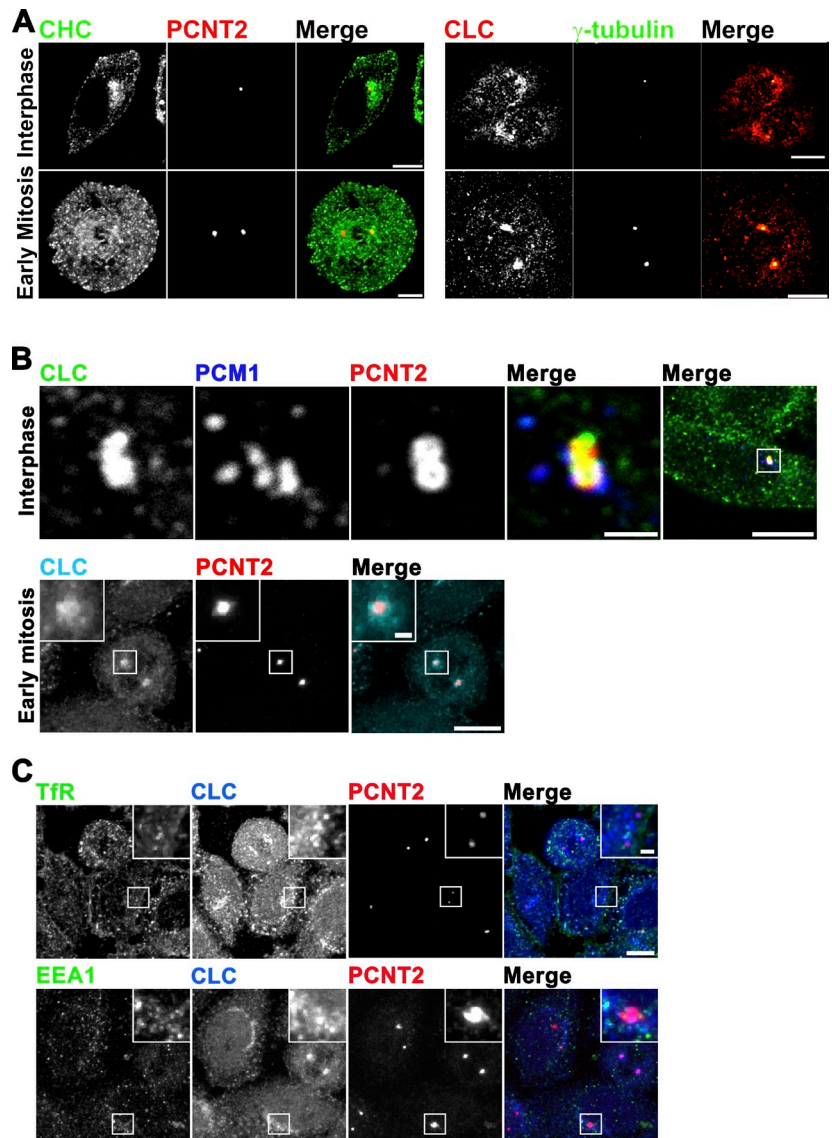 A
CHC PCNT2 Merge CLC γ-tubulin Merge
Interphase
Early Mitosis
B
CLC PCM1 PCNT2 Merge Merge
Interphase
CLC PCNT2 Merge
Early mitosis
C
TfR CLC PCNT2 Merge
EEA1 CLC PCNT2 Merge